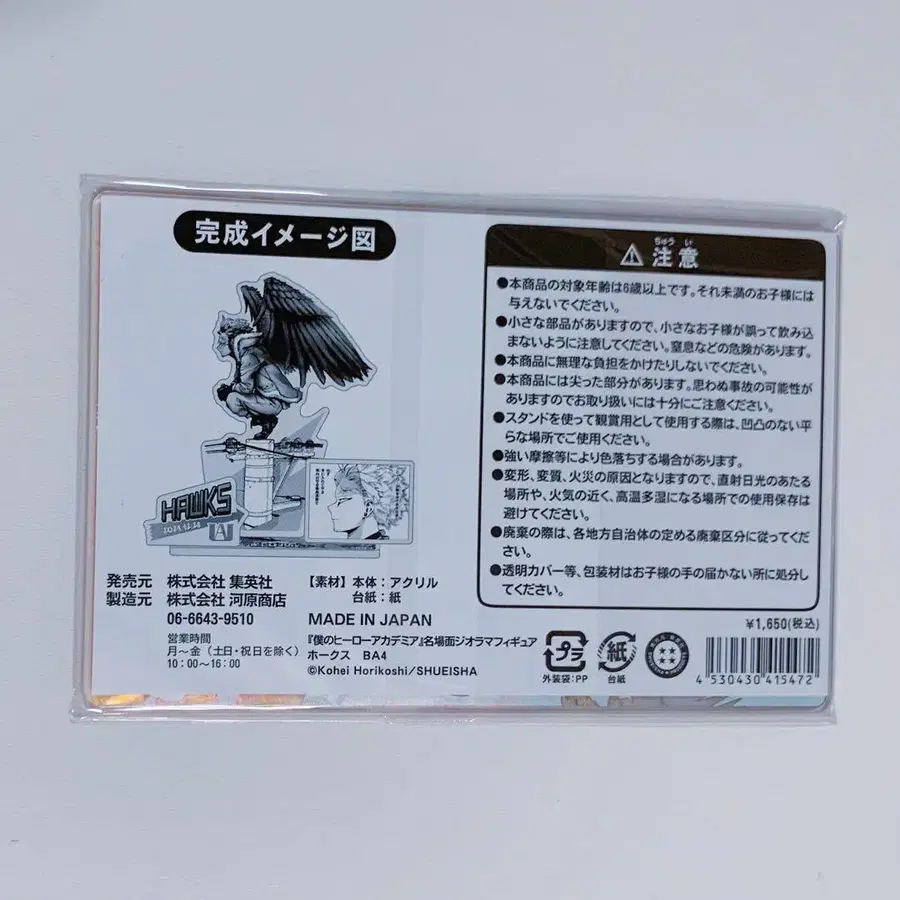 完成イメージ図
HAWKS
発売元 株式会社 集英社
製造元 株式会社 河原商店
06-6643-9510
営業時間
月～金（土日・祝日を除く）
10：00～16：00
【素材】本体：アクリル
台紙：紙
MADE IN JAPAN
『僕のヒーローアカデミア』名場面ジオラマフィギュア
ホークス BA4
©Kohei Horikoshi/SHUEISHA
ちゅう い
⚠ 注意
●本商品の対象年齢は6歳以上です。それ未満のお子様には
与えないでください。
●小さな部品がありますので、小さなお子様が誤って飲み込
まないように注意してください。窒息などの危険があります。
●本商品に無理な負担をかけたりしないでください。
●本商品には尖った部分があります。思わぬ事故の可能性が
ありますのでお取り扱いには十分にご注意ください。
●スタンドを使って観賞用として使用する際は、凹凸のない平
らな場所でご使用ください。
●強い摩擦等により色落ちする場合があります。
●変形、変質、火災の原因となりますので、直射日光のあたる
場所や、火気の近く、高温多湿になる場所での使用保存は
避けてください。
●廃棄の際は、各地方自治体の定める廃棄区分に従ってくだ
さい。
●透明カバー等、包装材はお子様の手の届かない所に処分し
てください。
¥1,650(税込)
プラ
外装袋：PP
紙
台紙
4 530430 415472